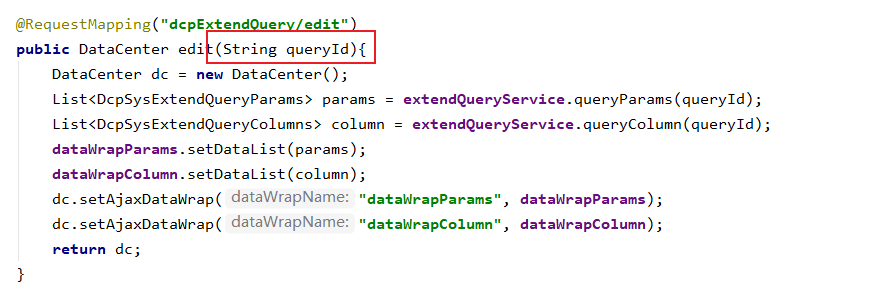 @RequestMapping("dcpExtendQuery/edit")
public DataCenter edit(String queryId){
    DataCenter dc = new DataCenter();
    List<DcpSysExtendQueryParams> params = extendQueryService.queryParams(queryId);
    List<DcpSysExtendQueryColumns> column = extendQueryService.queryColumn(queryId);
    dataWrapParams.setDataList(params);
    dataWrapColumn.setDataList(column);
    dc.setAjaxDataWrap( dataWrapName: "dataWrapParams", dataWrapParams);
    dc.setAjaxDataWrap( dataWrapName: "dataWrapColumn", dataWrapColumn);
    return dc;
}